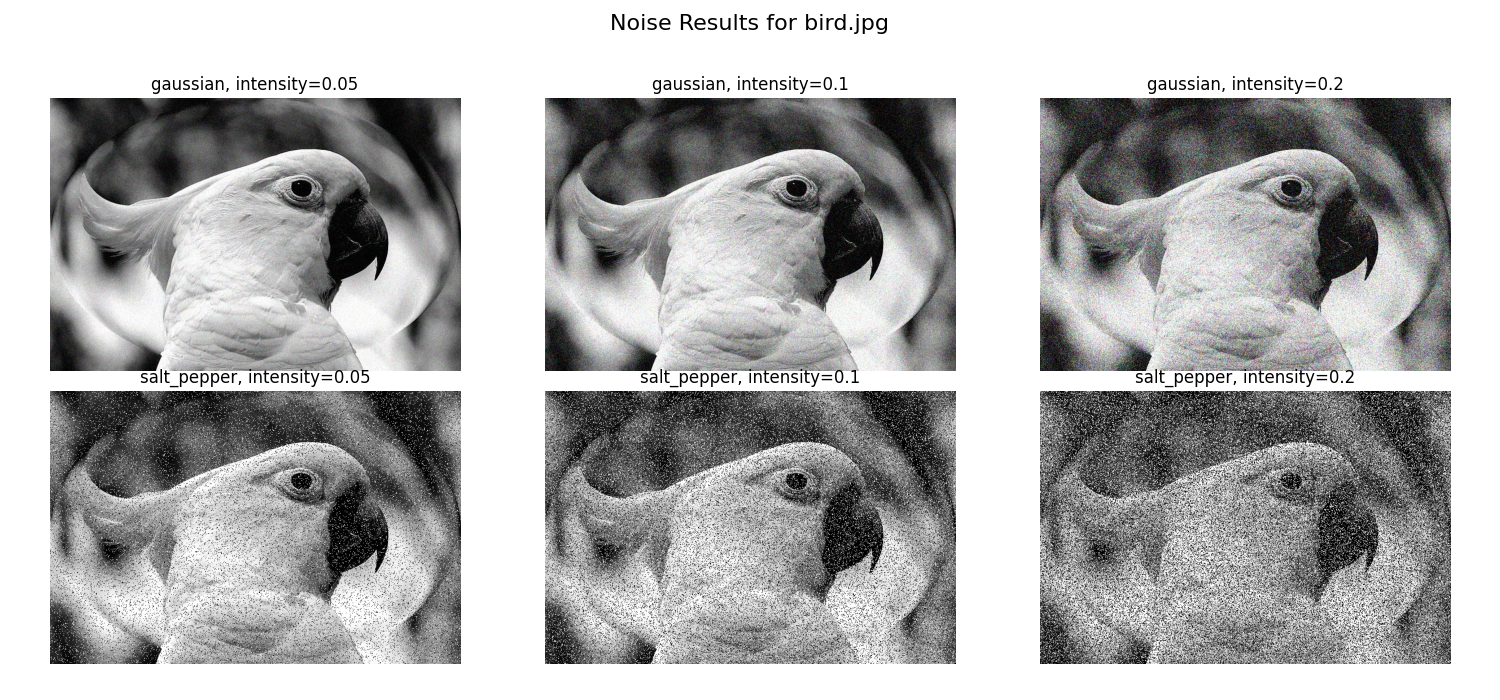 Noise Results for bird.jpg
gaussian, intensity=0.05
gaussian, intensity=0.1
gaussian, intensity=0.2
salt_pepper, intensity=0.05
salt_pepper, intensity=0.1
salt_pepper, intensity=0.2